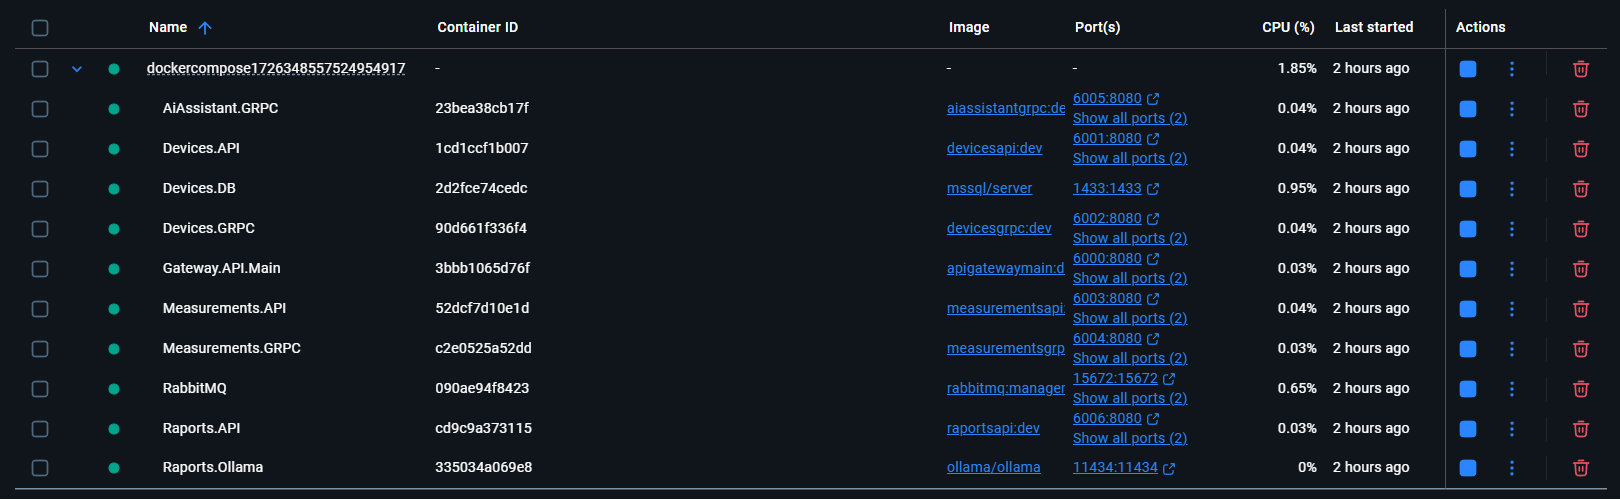 Name Container ID Image Port(s) CPU (%) Last started Actions
dockercompose1726348557524954917 - - - 1.85% 2 hours ago
AiAssistant.GRPC 23bea38cb17f aiassistantgrpc:de 6005:8080 0.04% 2 hours ago
Show all ports (2)
Devices.API 1cd1ccf1b007 devicesapi:dev 6001:8080 0.04% 2 hours ago
Show all ports (2)
Devices.DB 2d2fce74cedc mssql/server 1433:1433 0.95% 2 hours ago
Devices.GRPC 90d661f336f4 devicesgrpc:dev 6002:8080 0.04% 2 hours ago
Show all ports (2)
Gateway.API.Main 3bbb1065d76f apigatewaymain:d 6000:8080 0.03% 2 hours ago
Show all ports (2)
Measurements.API 52dcf7d10e1d measurementsapi: 6003:8080 0.04% 2 hours ago
Show all ports (2)
Measurements.GRPC c2e0525a52dd measurementsgrp 6004:8080 0.03% 2 hours ago
Show all ports (2)
RabbitMQ 090ae94f8423 rabbitmq:manager 15672:15672 0.65% 2 hours ago
Show all ports (2)
Raports.API cd9c9a373115 raportsapi:dev 6006:8080 0.03% 2 hours ago
Show all ports (2)
Raports.Ollama 335034a069e8 ollama/ollama 11434:11434 0% 2 hours ago